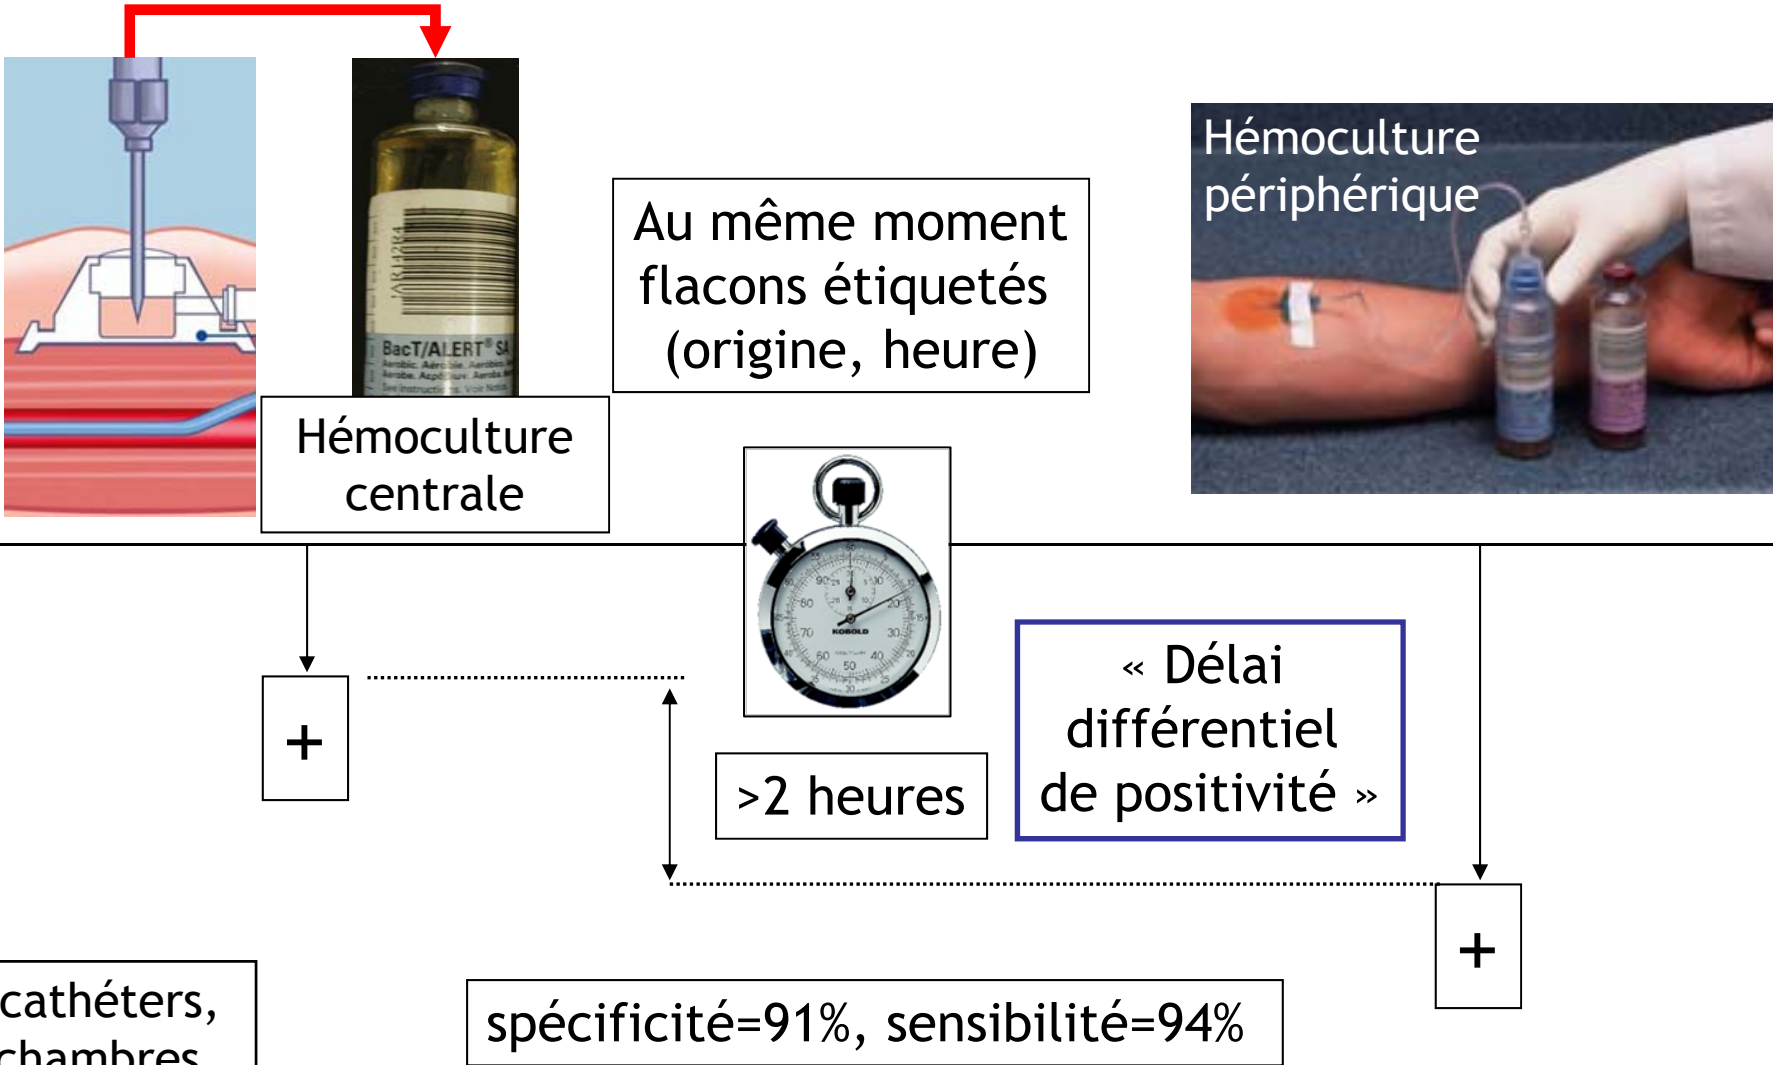 Hémoculture
périphérique
Au même moment
flacons étiquetés
(origine, heure)
BacT/ALERT® SA
Hémoculture
centrale
KOBOLD
+
>2 heures
« Délai
différentiel
de positivité »
+
cathéters,
chambres
spécificité=91%, sensibilité=94%